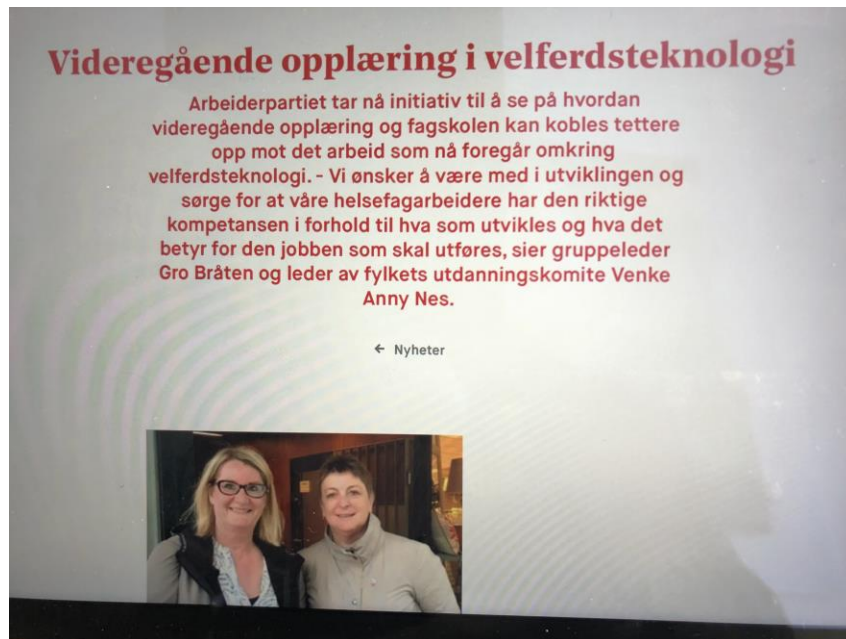 Videregående opplæring i velferdsteknologi
Arbeiderpartiet tar nå initiativ til å se på hvordan
videregående opplæring og fagskolen kan kobles tettere
opp mot det arbeid som nå foregår omkring
velferdsteknologi. - Vi ønsker å være med i utviklingen og
sørge for at våre helsefagarbeidere har den riktige
kompetansen i forhold til hva som utvikles og hva det
betyr for den jobben som skal utføres, sier gruppeleder
Gro Bråten og leder av fylkets utdanningskomite Venke
Anny Nes.
← Nyheter